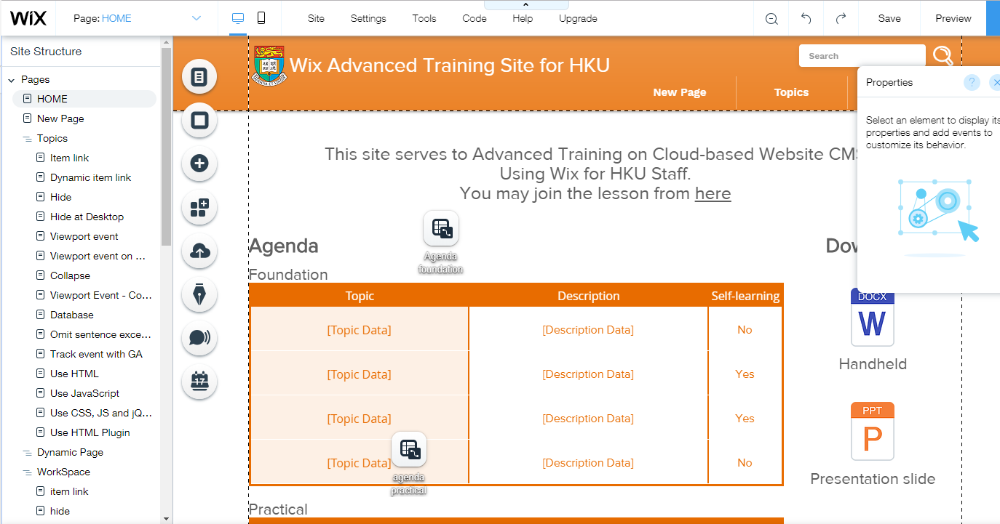 WiX
Page: HOME
Site
Settings
Tools
Code
Help
Upgrade
Save
Preview
Site Structure
Pages
HOME
New Page
Topics
Item link
Dynamic item link
Hide
Hide at Desktop
Viewport event
Viewport event on ...
Collapse
Viewport Event - Co...
Database
Omit sentence exce...
Track event with GA
Use HTML
Use JavaScript
Use CSS, JS and jQ...
Use HTML Plugin
Dynamic Page
WorkSpace
item link
hide
17
Wix Advanced Training Site for HKU
Search
New Page
Topics
Properties
?
Select an element to display its
properties and add events to
customize its behavior.
This site serves to Advanced Training on Cloud-based Website CMS
Using Wix for HKU Staff.
You may join the lesson from here
Agenda
foundation
Agenda
Foundation
Topic Description Self-learning
[Topic Data] [Description Data] No
[Topic Data] [Description Data] Yes
[Topic Data] [Description Data] Yes
[Topic Data] [Description Data] No
agenda
practical
Practical
DOCX
W
Handheld
PPT
P
Presentation slide